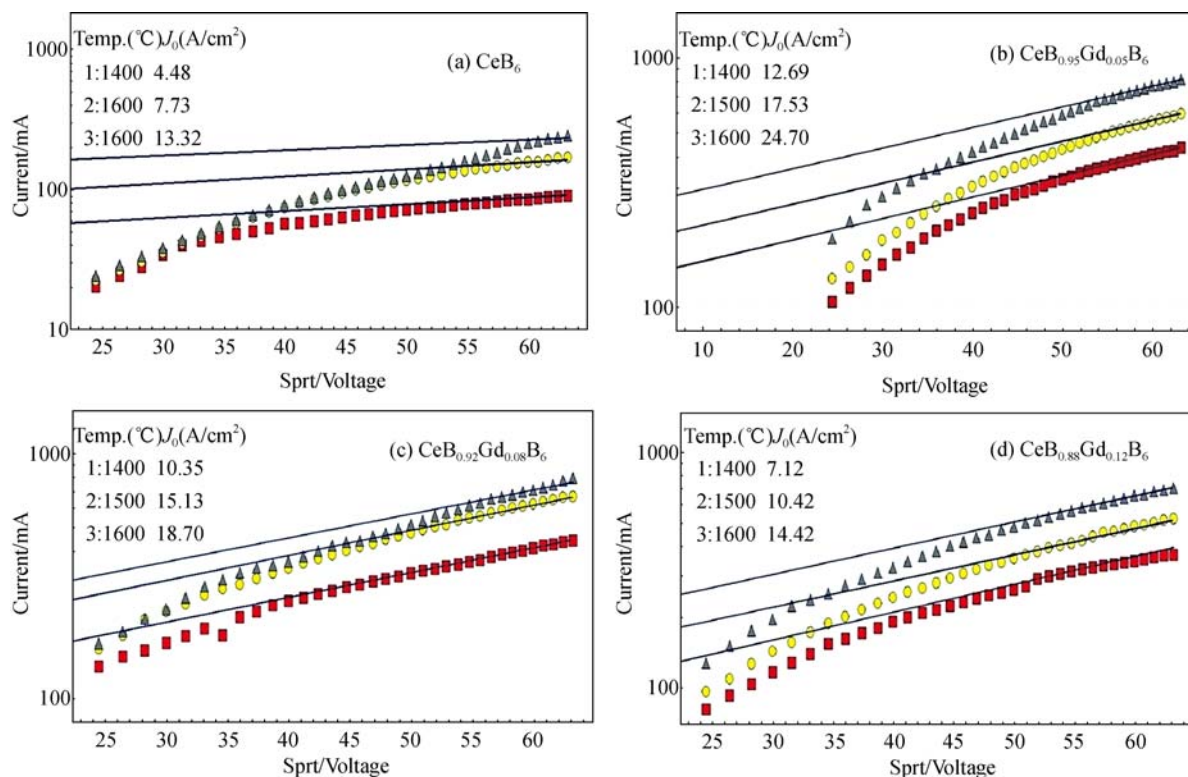 1000
100
10
Current/mA
Temp.(℃)J₀(A/cm²)
1:1400 4.48
2:1600 7.73
3:1600 13.32
(a) CeB₆
25 30 35 40 45 50 55 60
Sprt/Voltage
1000
100
Current/mA
Temp.(℃)J₀(A/cm²)
1:1400 12.69
2:1500 17.53
3:1600 24.70
(b) CeB₀.₉₅Gd₀.₀₅B₆
10 20 30 40 50 60
Sprt/Voltage
1000
100
Current/mA
Temp.(℃)J₀(A/cm²)
1:1400 10.35
2:1500 15.13
3:1600 18.70
(c) CeB₀.₉₂Gd₀.₀₈B₆
25 30 35 40 45 50 55 60
Sprt/Voltage
1000
100
Current/mA
Temp.(℃)J₀(A/cm²)
1:1400 7.12
2:1500 10.42
3:1600 14.42
(d) CeB₀.₈₈Gd₀.₁₂B₆
25 30 35 40 45 50 55 60
Sprt/Voltage